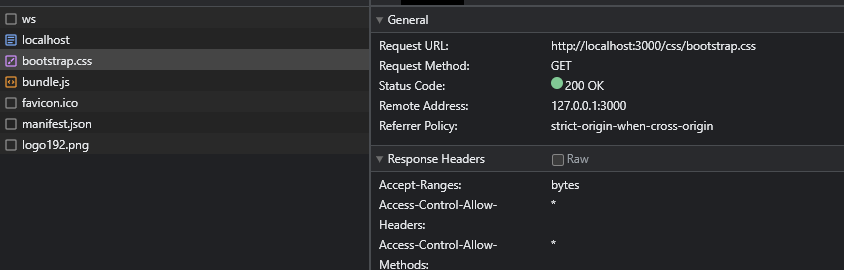 ws
localhost
bootstrap.css
bundle.js
favicon.ico
manifest.json
logo192.png
General
Request URL: http://localhost:3000/css/bootstrap.css
Request Method: GET
Status Code: 200 OK
Remote Address: 127.0.0.1:3000
Referrer Policy: strict-origin-when-cross-origin
Response Headers Raw
Accept-Ranges: bytes
Access-Control-Allow- *
Headers:
Access-Control-Allow- *
Methods: